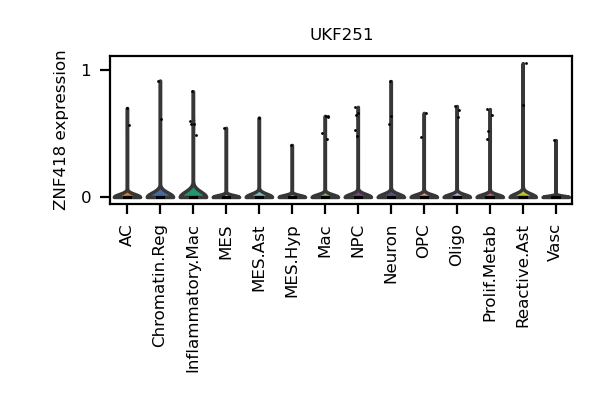 UKF251
ZNF418 expression
1
0
AC
Chromatin.Reg
Inflammatory.Mac
MES
MES.Ast
MES.Hyp
Mac
NPC
Neuron
OPC
Oligo
Prolif.Metab
Reactive.Ast
Vasc